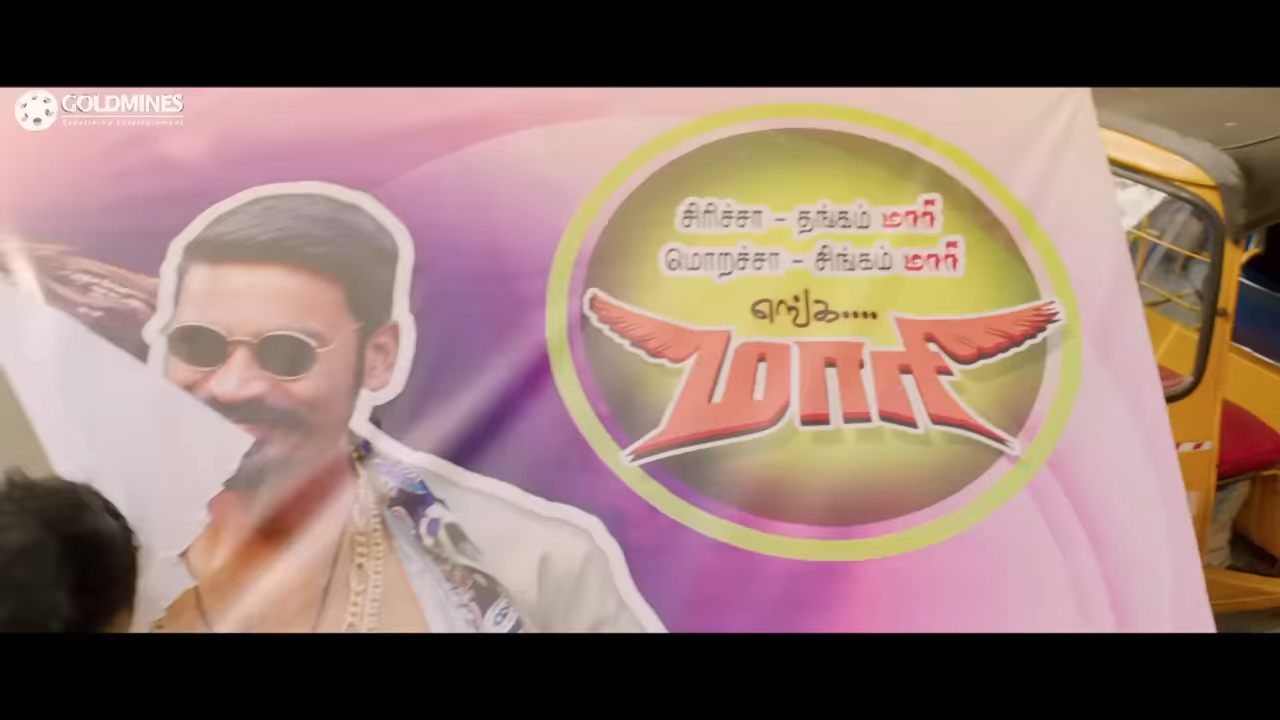 GOLDMINES
சிரிச்சா - தங்கம் மார்
மொறச்சா - சிங்கம் மார்
எங்க....
மாரி